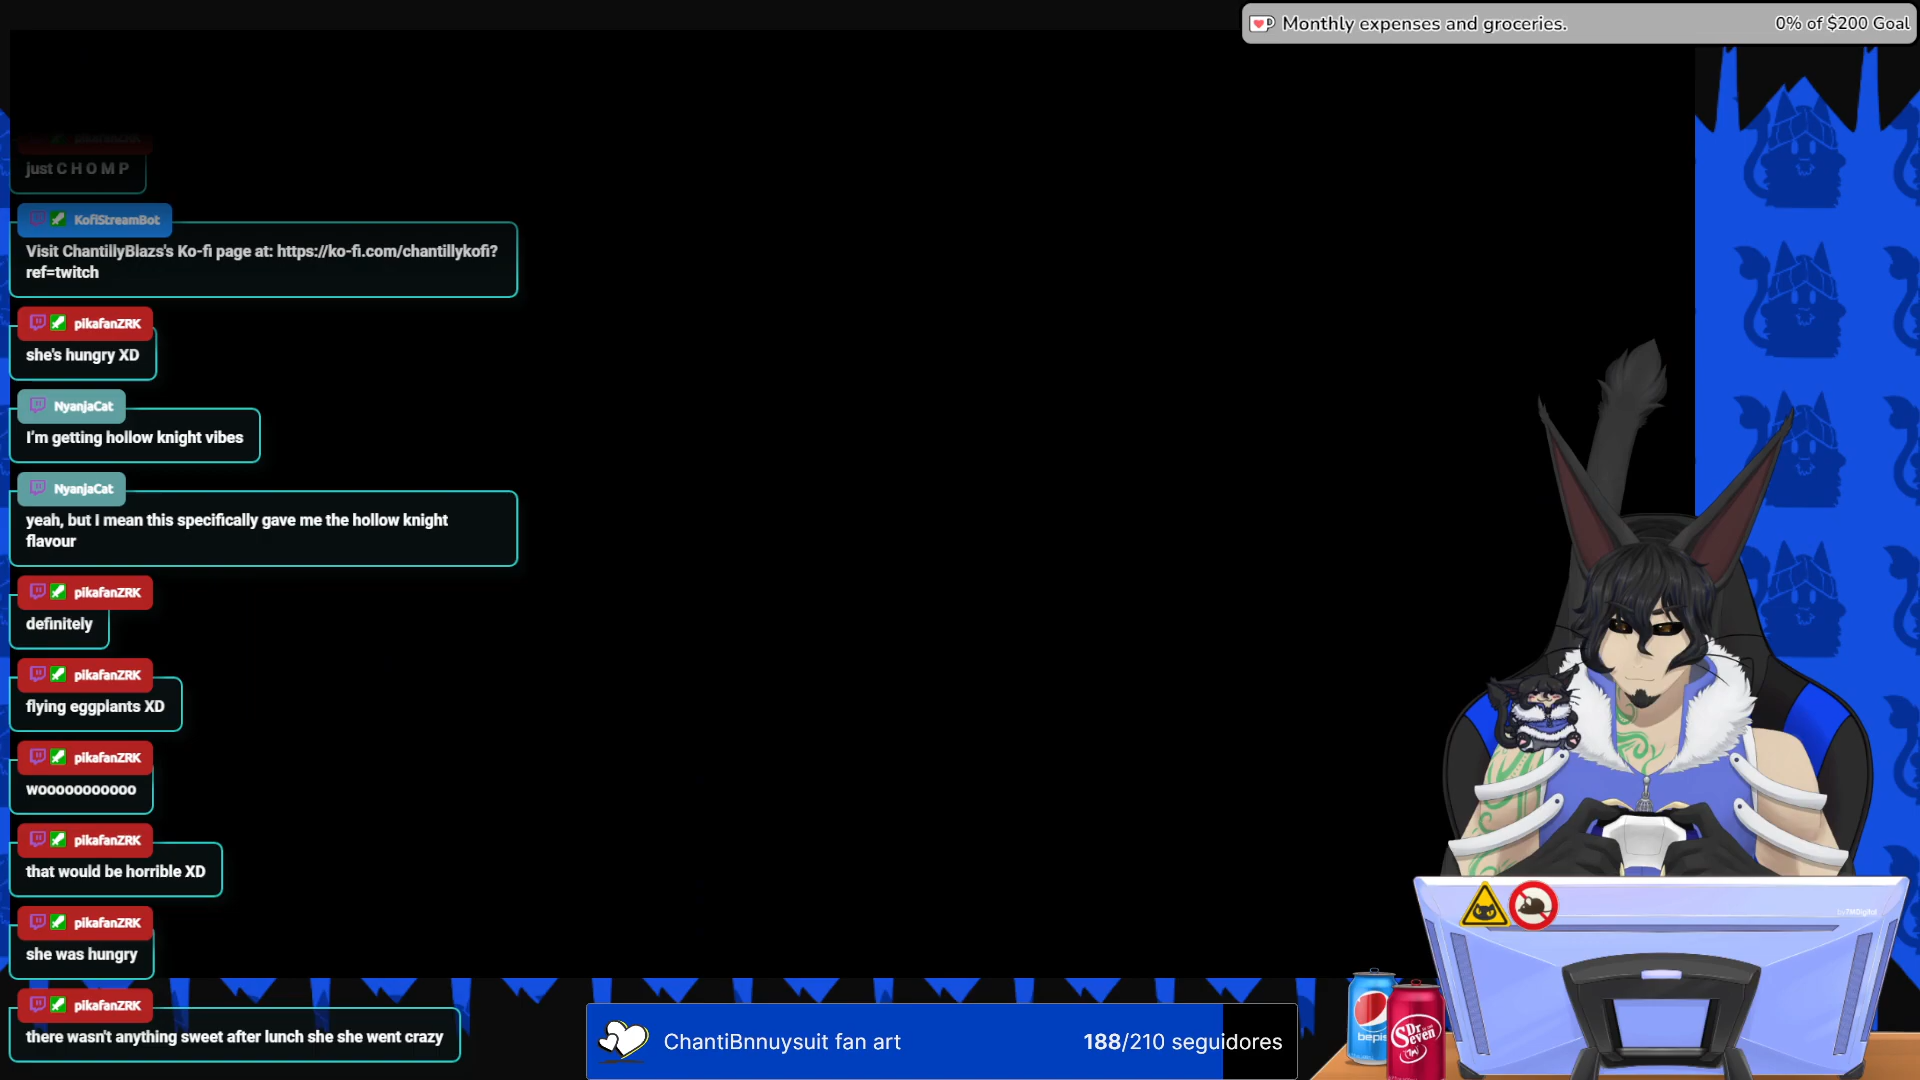 Monthly expenses and groceries.
0% of $200 Goal
pikafanZRK
just C H O M P
KofiStreamBot
Visit ChantillyBlazs's Ko-fi page at: https://ko-fi.com/chantillykofi?
ref=twitch
pikafanZRK
she's hungry XD
NyanjaCat
I'm getting hollow knight vibes
NyanjaCat
yeah, but I mean this specifically gave me the hollow knight
flavour
pikafanZRK
definitely
pikafanZRK
flying eggplants XD
pikafanZRK
wooooooooooo
pikafanZRK
that would be horrible XD
pikafanZRK
she was hungry
pikafanZRK
there wasn't anything sweet after lunch she she went crazy
ChantiBnnuysuit fan art
188/210 seguidores
bepis
Dr
Seven